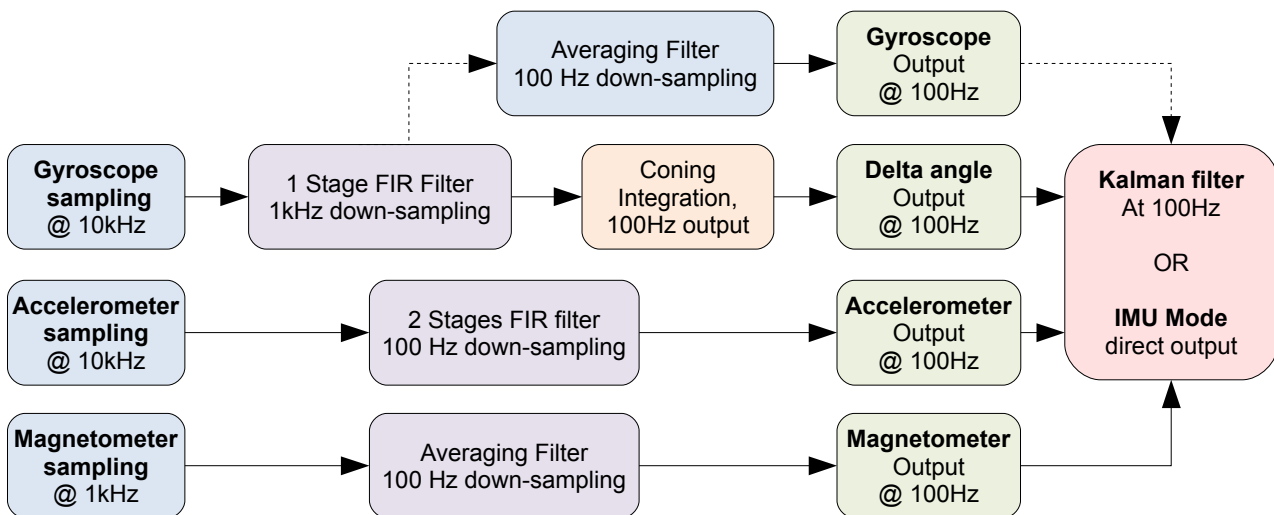 Averaging Filter
100 Hz down-sampling
Gyroscope
Output
@ 100Hz
Gyroscope
sampling
@ 10kHz
1 Stage FIR Filter
1kHz down-sampling
Coning
Integration,
100Hz output
Delta angle
Output
@ 100Hz
Kalman filter
At 100Hz
OR
IMU Mode
direct output
Accelerometer
sampling
@ 10kHz
2 Stages FIR filter
100 Hz down-sampling
Accelerometer
Output
@ 100Hz
Magnetometer
sampling
@ 1kHz
Averaging Filter
100 Hz down-sampling
Magnetometer
Output
@ 100Hz